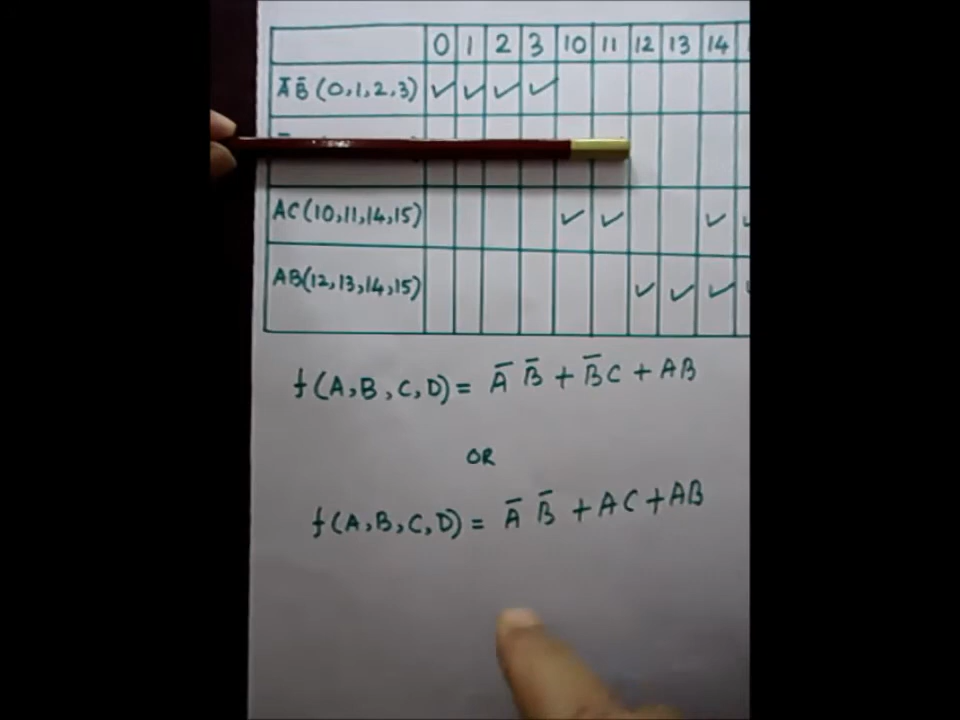 0 1 2 3 10 11 12 13 14
A̅ B̅ (0,1,2,3) ✓ ✓ ✓ ✓
AC(10,11,14,15) ✓ ✓ ✓
AB(12,13,14,15) ✓ ✓ ✓
f(A,B,C,D) = A̅ B̅ + B̅C + AB
OR
f(A,B,C,D) = A̅ B̅ + AC + AB